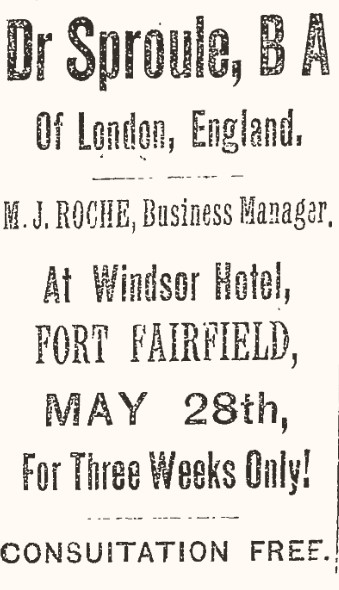 Dr Sproule, B A
Of London, England.
M. J. ROCHE, Business Manager.
At Windsor Hotel,
FORT FAIRFIELD,
MAY 28th,
For Three Weeks Only!
CONSUITATION FREE.